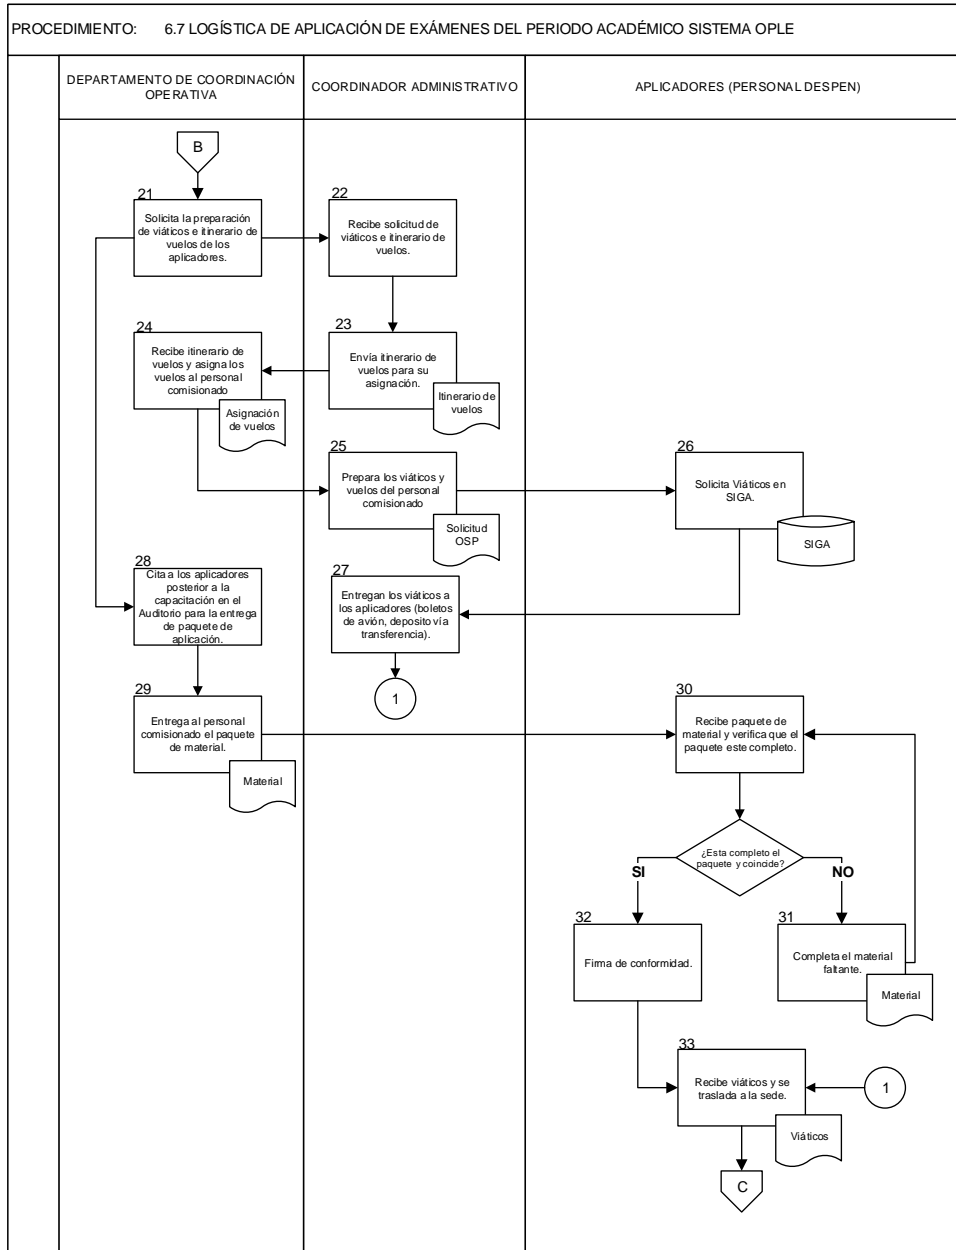 PROCEDIMIENTO: 6.7 LOGÍSTICA DE APLICACIÓN DE EXÁMENES DEL PERIODO ACADÉMICO SISTEMA OPLE
DEPARTAMENTO DE COORDINACIÓN
OPERATIVA
COORDINADOR ADMINISTRATIVO
APLICADORES (PERSONAL DESPEN)
B
21
Solicita la preparación
de viáticos e itinerario de
vuelos de los
aplicadores.
22
Recibe solicitud de
viáticos e itinerario de
vuelos.
23
Envía itinerario de
vuelos para su
asignación.
Itinerario de
vuelos
24
Recibe itinerario de
vuelos y asigna los
vuelos al personal
comisionado
Asignación
de vuelos
25
Prepara los viáticos y
vuelos del personal
comisionado
Solicitud
OSP
26
Solicita Viáticos en
SIGA.
SIGA
27
Entregan los viáticos a
los aplicadores (boletos
de avión, deposito vía
transferencia).
1
28
Cita a los aplicadores
posterior a la
capacitación en el
Auditorio para la entrega
de paquete de
aplicación.
29
Entrega al personal
comisionado el paquete
de material.
Material
30
Recibe paquete de
material y verifica que el
paquete este completo.
¿Esta completo el
paquete y coincide?
SI
NO
32
Firma de conformidad.
31
Completa el material
faltante.
Material
33
Recibe viáticos y se
traslada a la sede.
1
Viáticos
C